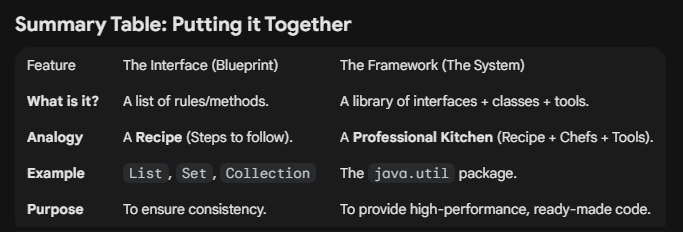 Summary Table: Putting it Together
Feature The Interface (Blueprint) The Framework (The System)
What is it? A list of rules/methods. A library of interfaces + classes + tools.
Analogy A Recipe (Steps to follow). A Professional Kitchen (Recipe + Chefs + Tools).
Example List, Set, Collection The java.util package.
Purpose To ensure consistency. To provide high-performance, ready-made code.